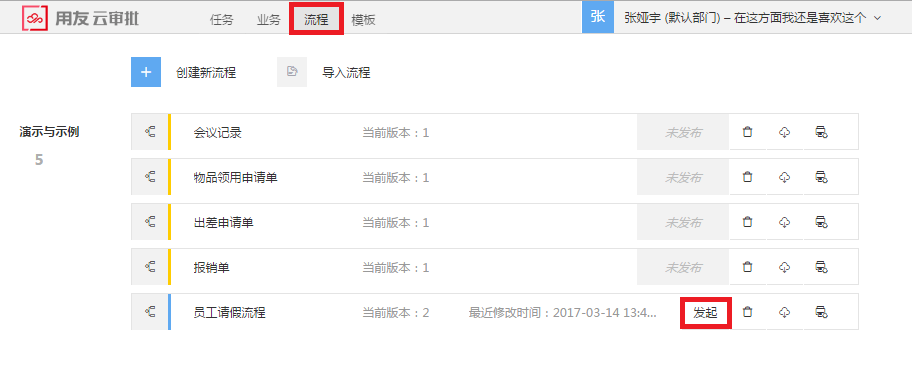 用友 云审批 任务 业务 流程 模板 张 张娅宇 (默认部门) – 在这方面我还是喜欢这个
创建新流程 导入流程
演示与示例
5
会议记录 当前版本：1 未发布
物品领用申请单 当前版本：1 未发布
出差申请单 当前版本：1 未发布
报销单 当前版本：1 未发布
员工请假流程 当前版本：2 最近修改时间：2017-03-14 13:4... 发起